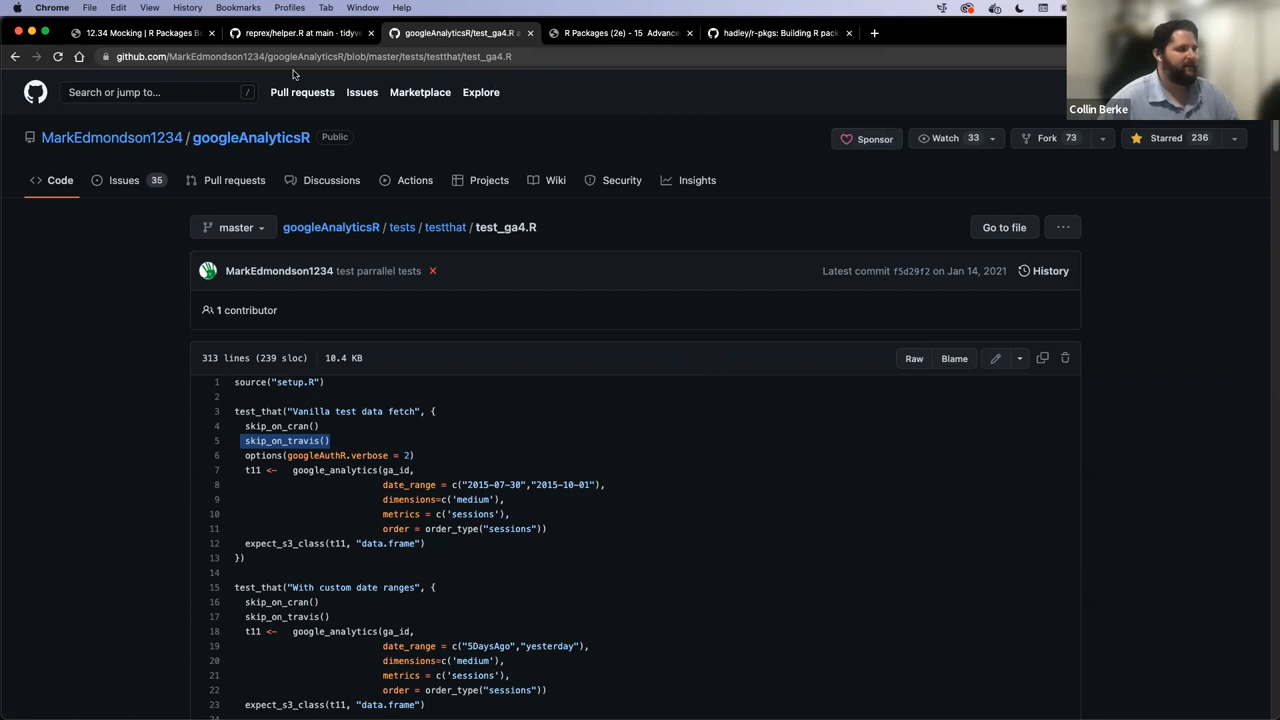 Chrome File Edit View History Bookmarks Profiles Tab Window Help
12.34 Mocking | R Packages Bo
reprex/helper.R at main · tidyve
googleAnalyticsR/test_ga4.R a
R Packages (2e) - 15 Advance
hadley/r-pkgs: Building R pack
github.com/MarkEdmondson1234/googleAnalyticsR/blob/master/tests/testthat/test_ga4.R
Search or jump to... /
Pull requests Issues Marketplace Explore
Collin Berke
MarkEdmondson1234 / googleAnalyticsR Public
Sponsor Watch 33 Fork 73 Starred 236
Code Issues 35 Pull requests Discussions Actions Projects Wiki Security Insights
master googleAnalyticsR / tests / testthat / test_ga4.R Go to file ...
MarkEdmondson1234 test parrallel tests Latest commit f5d29f2 on Jan 14, 2021 History
1 contributor
313 lines (239 sloc) 10.4 KB Raw Blame
1 source("setup.R")
2
3 test_that("Vanilla test data fetch", {
4 skip_on_cran()
5 skip_on_travis()
6 options(googleAuthR.verbose = 2)
7 t11 <- google_analytics(ga_id,
8 date_range = c("2015-07-30","2015-10-01"),
9 dimensions=c('medium'),
10 metrics = c('sessions'),
11 order = order_type("sessions"))
12 expect_s3_class(t11, "data.frame")
13 })
14
15 test_that("With custom date ranges", {
16 skip_on_cran()
17 skip_on_travis()
18 t11 <- google_analytics(ga_id,
19 date_range = c("5DaysAgo","yesterday"),
20 dimensions=c('medium'),
21 metrics = c('sessions'),
22 order = order_type("sessions"))
23 expect_s3_class(t11, "data.frame")